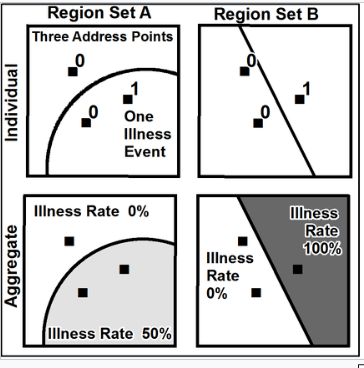 Region Set A
Region Set B
Individual
Three Address Points
0
1
0
One
Illness
Event
0
1
0
Aggregate
Illness Rate 0%
Illness Rate 50%
Illness
Rate
100%
Illness
Rate
0%